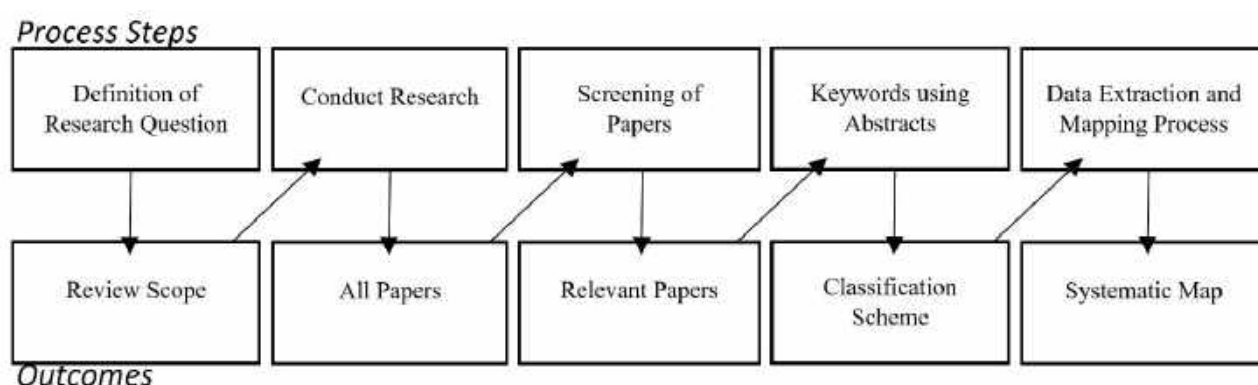 Process Steps
Definition of
Research Question
Conduct Research
Screening of
Papers
Keywords using
Abstracts
Data Extraction and
Mapping Process
Review Scope
All Papers
Relevant Papers
Classification
Scheme
Systematic Map
Outcomes